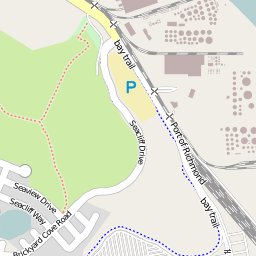 bay trail
P
Seacliff Drive
Port of Richmond
Seaview Drive
Seacliff Way
Brickyard Cove Road
bay trail